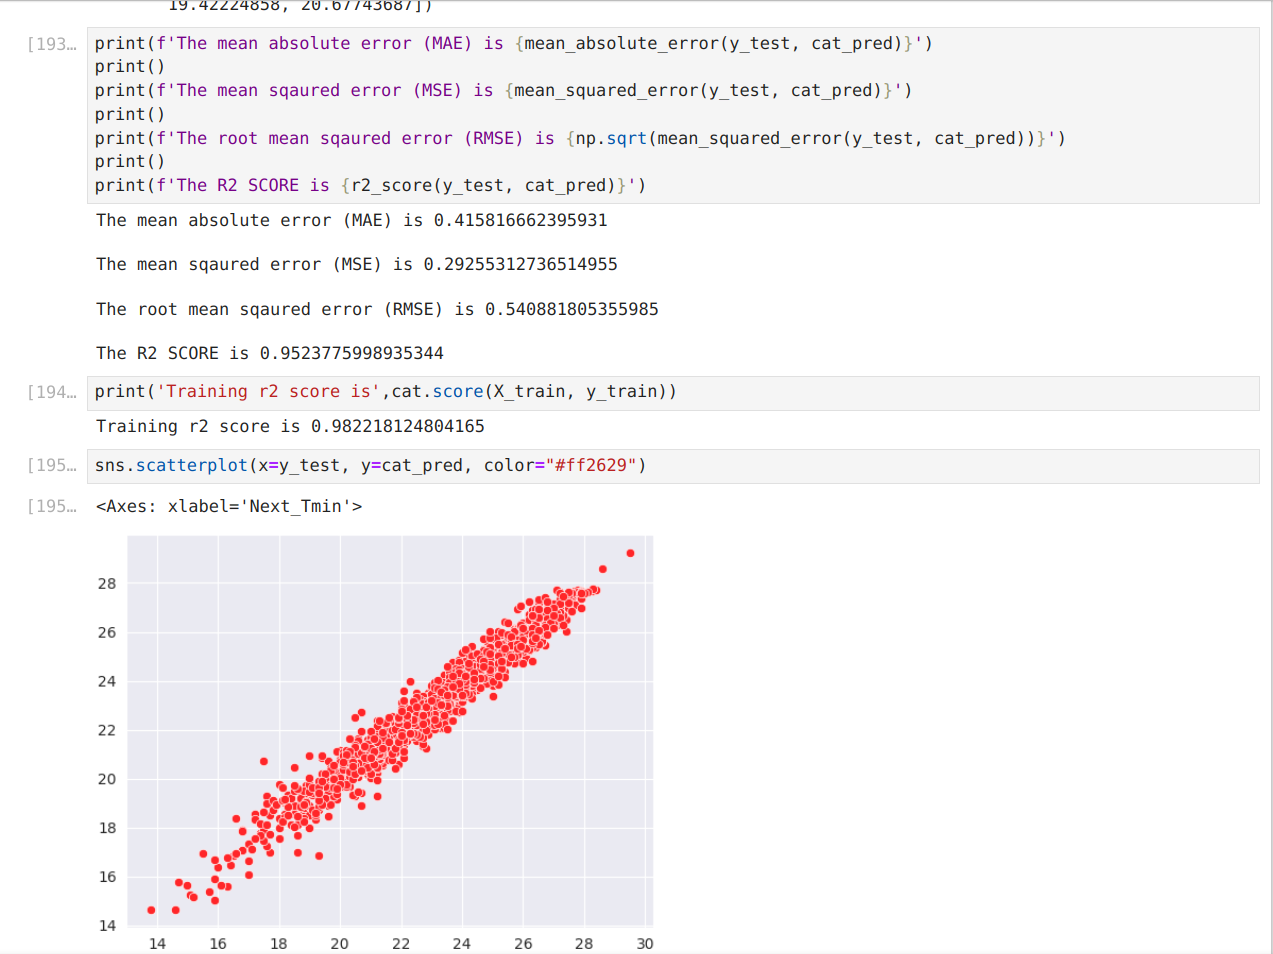 19.42224858, 20.67743687])
[193…
print(f'The mean absolute error (MAE) is {mean_absolute_error(y_test, cat_pred)}')
print()
print(f'The mean sqaured error (MSE) is {mean_squared_error(y_test, cat_pred)}')
print()
print(f'The root mean sqaured error (RMSE) is {np.sqrt(mean_squared_error(y_test, cat_pred))}')
print()
print(f'The R2 SCORE is {r2_score(y_test, cat_pred)}')
The mean absolute error (MAE) is 0.415816662395931
The mean sqaured error (MSE) is 0.29255312736514955
The root mean sqaured error (RMSE) is 0.540881805355985
The R2 SCORE is 0.9523775998935344
[194…
print('Training r2 score is',cat.score(X_train, y_train))
Training r2 score is 0.982218124804165
[195…
sns.scatterplot(x=y_test, y=cat_pred, color="#ff2629")
[195…
<Axes: xlabel='Next_Tmin'>
28
26
24
22
20
18
16
14
14 16 18 20 22 24 26 28 30